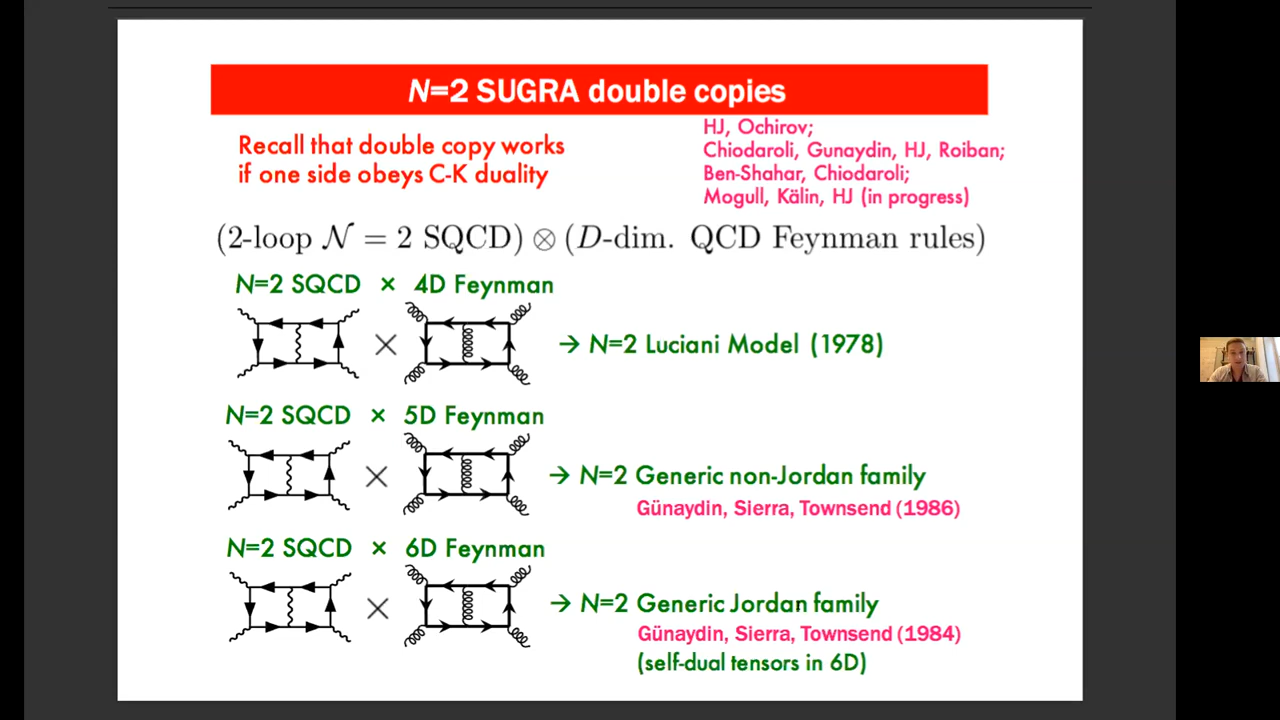 N=2 SUGRA double copies
Recall that double copy works
if one side obeys C-K duality
HJ, Ochirov;
Chiodaroli, Gunaydin, HJ, Roiban;
Ben-Shahar, Chiodaroli;
Mogull, Kälin, HJ (in progress)
(2-loop 𝒩 = 2 SQCD) ⊗ (D-dim. QCD Feynman rules)
N=2 SQCD × 4D Feynman
× → N=2 Luciani Model (1978)
N=2 SQCD × 5D Feynman
× → N=2 Generic non-Jordan family
Günaydin, Sierra, Townsend (1986)
N=2 SQCD × 6D Feynman
× → N=2 Generic Jordan family
Günaydin, Sierra, Townsend (1984)
(self-dual tensors in 6D)